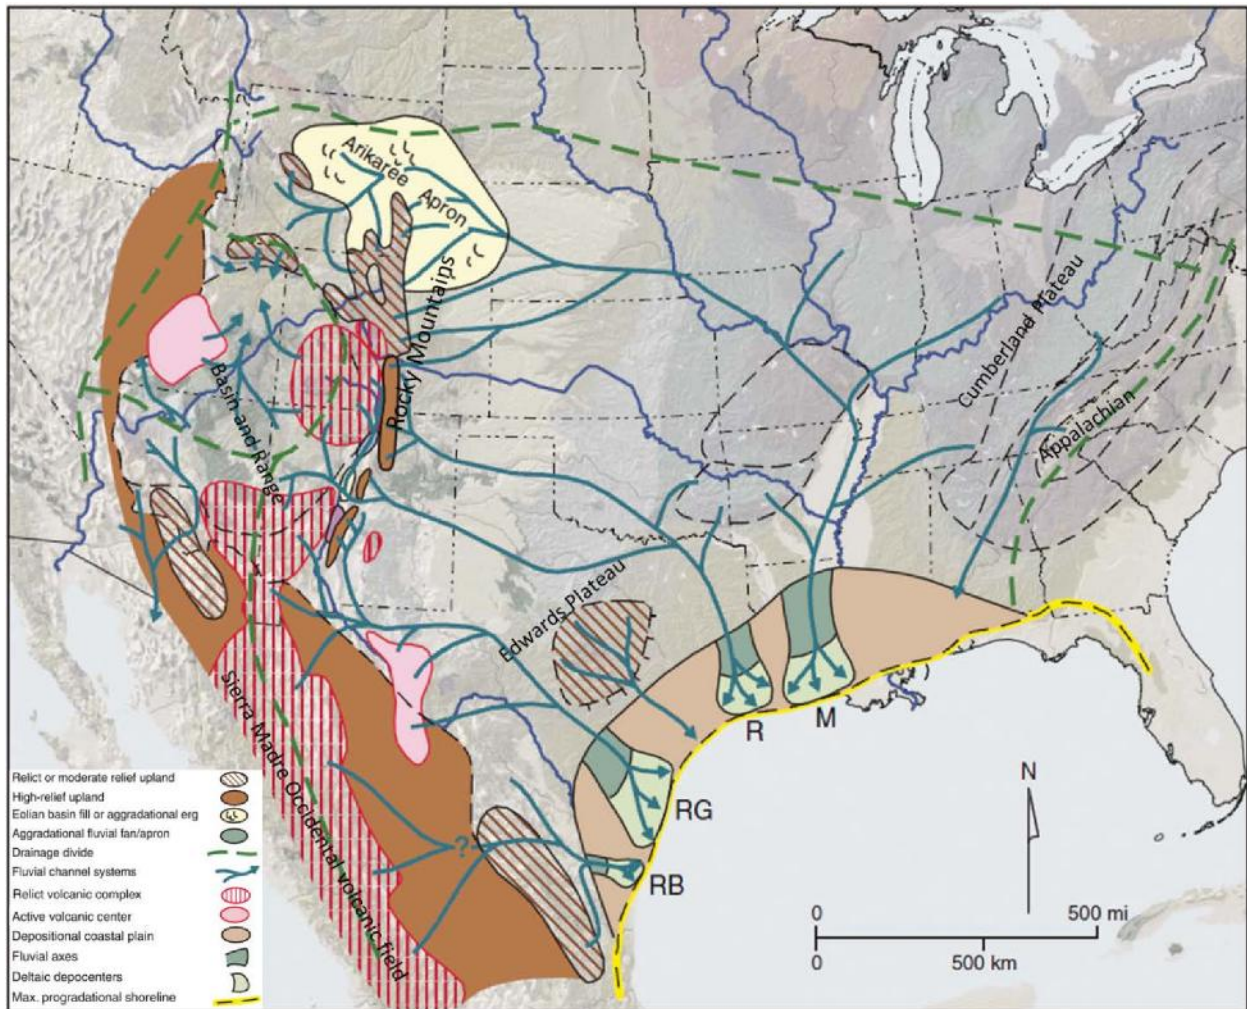 Arikaree Apron
Rocky Mountaips
Basin and Range
Cumberland Plateau
Appalachian
Edwards Plateau
Sierra Madre Occidental volcanic field
?
R
M
RG
RB
N
0 500 mi
0 500 km
Relict or moderate relief upland
High-relief upland
Eolian basin fill or aggradational erg
Aggradational fluvial fan/apron
Drainage divide
Fluvial channel systems
Relict volcanic complex
Active volcanic center
Depositional coastal plain
Fluvial axes
Deltaic depocenters
Max. progradational shoreline